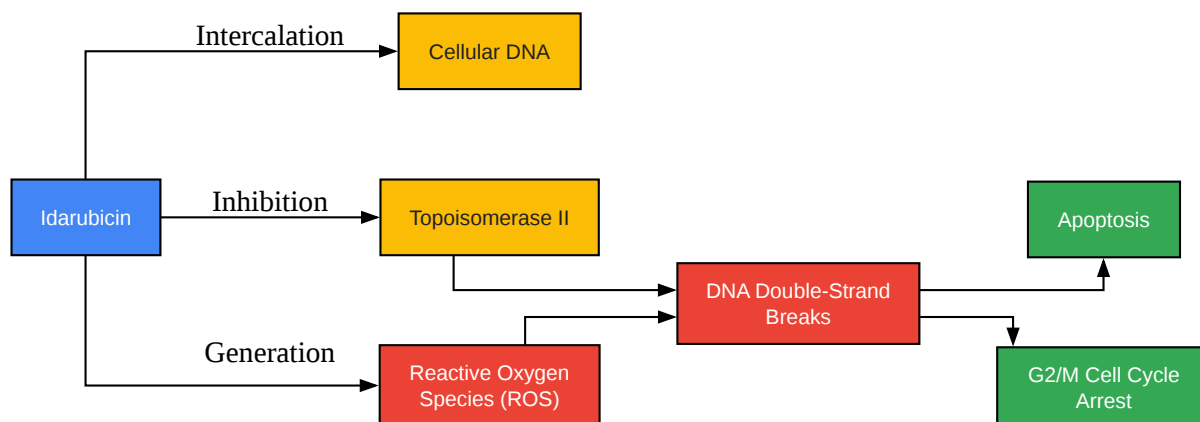 Intercalation
Cellular DNA
Idarubicin
Inhibition
Topoisomerase II
Apoptosis
DNA Double-Strand
Breaks
Generation
Reactive Oxygen
Species (ROS)
G2/M Cell Cycle
Arrest